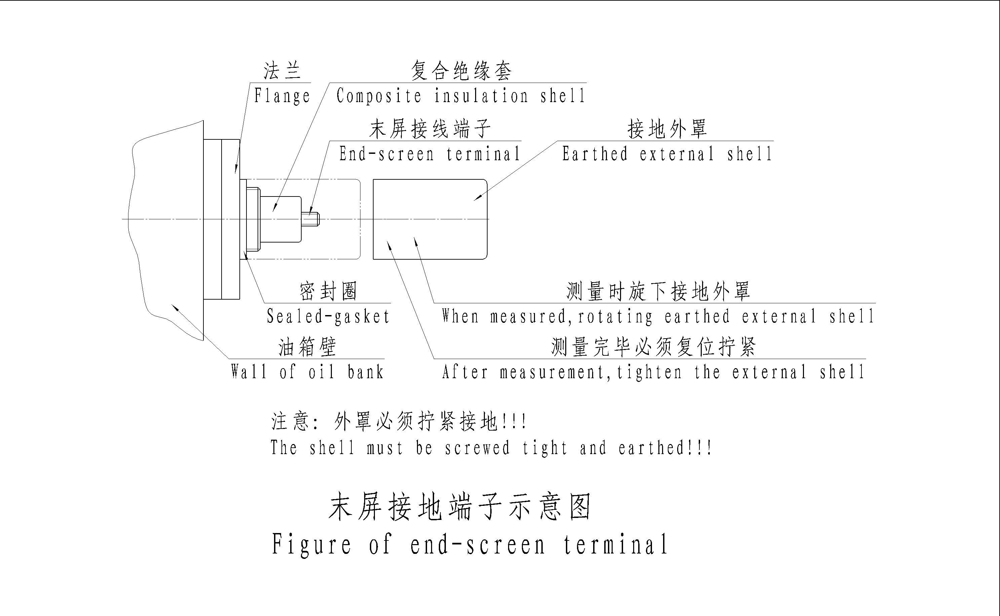 法兰
Flange
复合绝缘套
Composite insulation shell
末屏接线端子
End-screen terminal
接地外罩
Earthed external shell
密封圈
Sealed-gasket
测量时旋下接地外罩
When measured,rotating earthed external shell
油箱壁
Wall of oil bank
测量完毕必须复位拧紧
After measurement,tighten the external shell
注意: 外罩必须拧紧接地!!!
The shell must be screwed tight and earthed!!!
末屏接地端子示意图
Figure of end-screen terminal